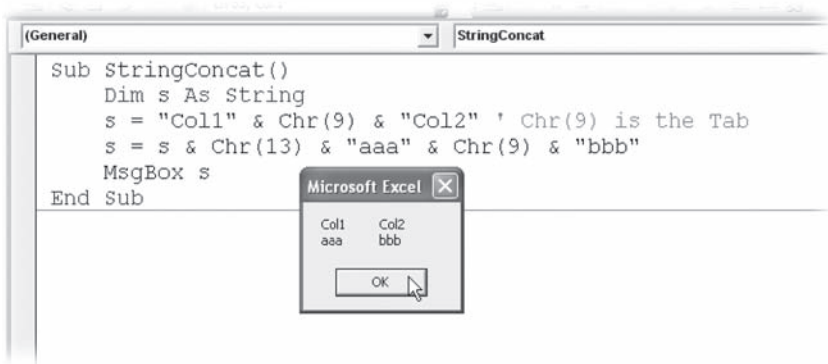 (General)
StringConcat
Sub StringConcat()
Dim s As String
s = "Col1" & Chr(9) & "Col2" ' Chr(9) is the Tab
s = s & Chr(13) & "aaa" & Chr(9) & "bbb"
MsgBox s
End Sub
Microsoft Excel
Col1 Col2
aaa bbb
OK